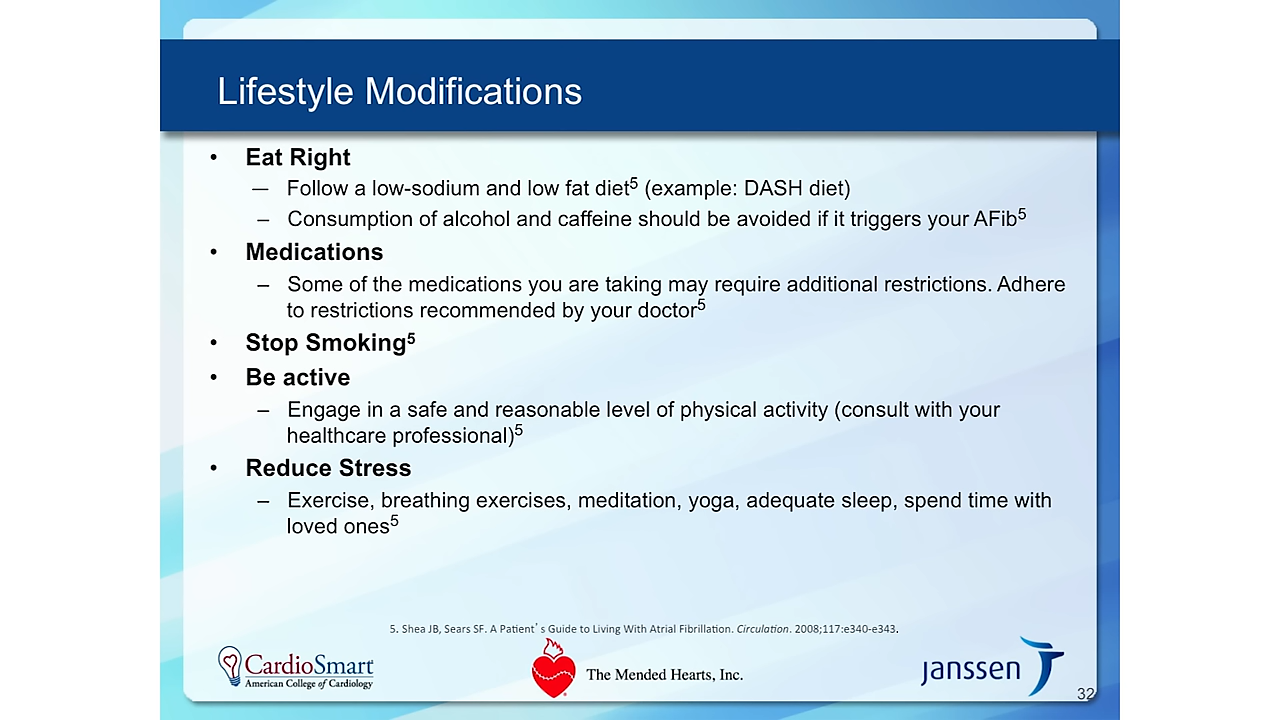 Lifestyle Modifications
• Eat Right
— Follow a low-sodium and low fat diet5 (example: DASH diet)
– Consumption of alcohol and caffeine should be avoided if it triggers your AFib5
• Medications
– Some of the medications you are taking may require additional restrictions. Adhere
to restrictions recommended by your doctor5
• Stop Smoking5
• Be active
– Engage in a safe and reasonable level of physical activity (consult with your
healthcare professional)5
• Reduce Stress
– Exercise, breathing exercises, meditation, yoga, adequate sleep, spend time with
loved ones5
5. Shea JB, Sears SF. A Patient's Guide to Living With Atrial Fibrillation. Circulation. 2008;117:e340-e343.
CardioSmart
American College of Cardiology
The Mended Hearts, Inc.
janssen
32